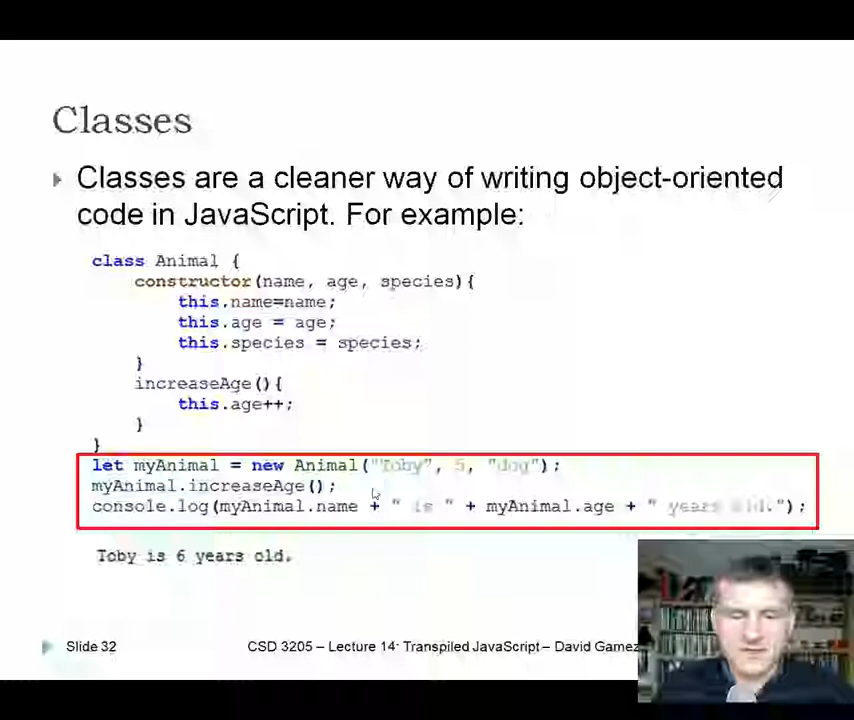 Classes
Classes are a cleaner way of writing object-oriented
code in JavaScript. For example:
class Animal {
constructor(name, age, species){
this.name=name;
this.age = age;
this.species = species;
}
increaseAge(){
this.age++;
}
}
let myAnimal = new Animal("Toby", 5, "dog");
myAnimal.increaseAge();
console.log(myAnimal.name + " is " + myAnimal.age + " years old.");
Toby is 6 years old.
Slide 32
CSD 3205 – Lecture 14: Transpiled JavaScript – David Gamez